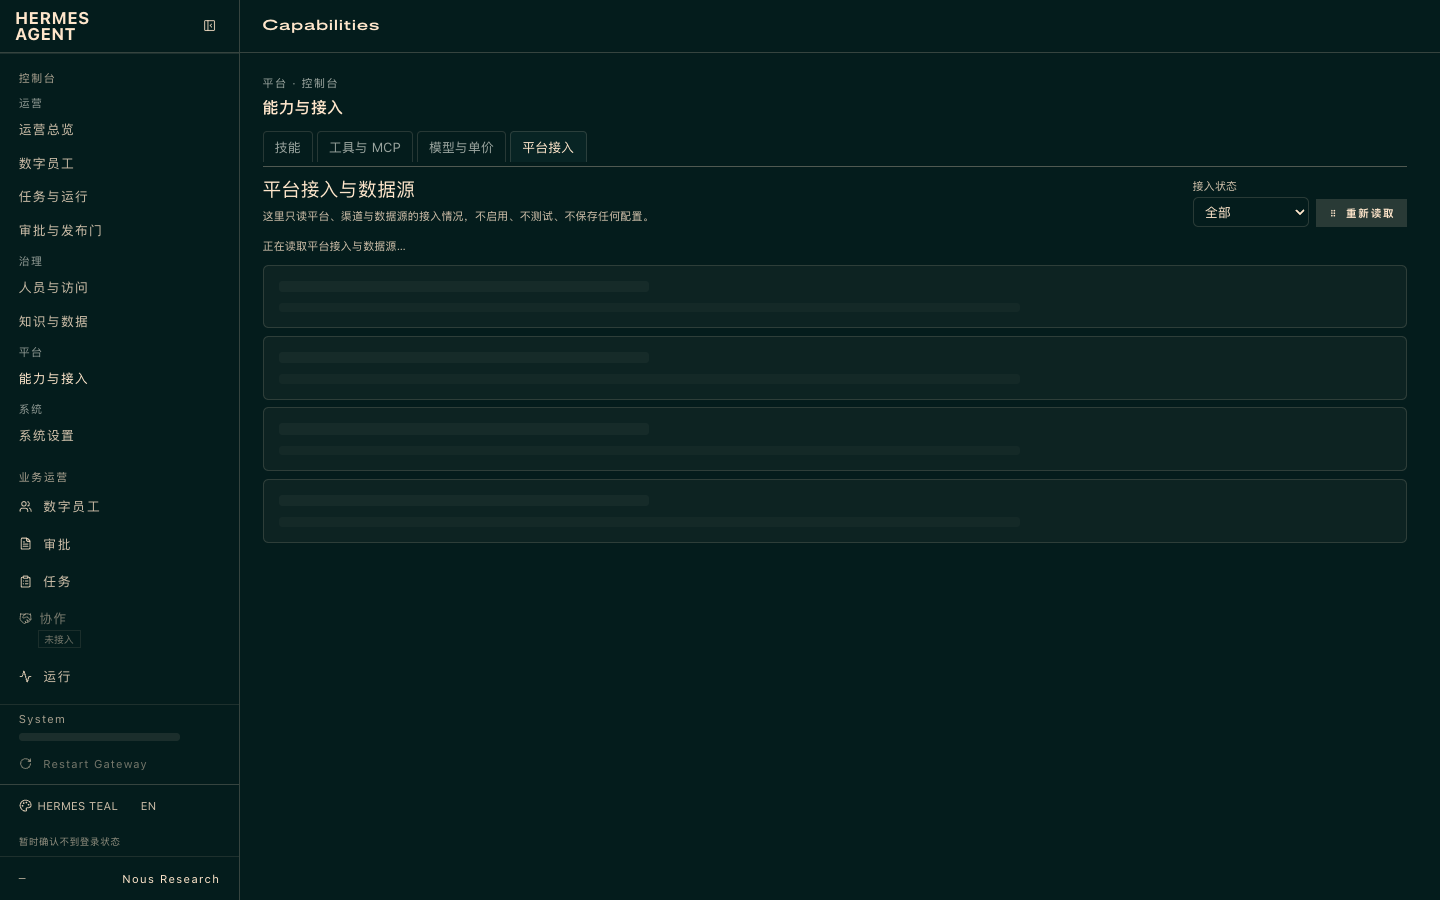 HERMES
AGENT
Capabilities
控制台
运营
运营总览
数字员工
任务与运行
审批与发布门
治理
人员与访问
知识与数据
平台
能力与接入
系统
系统设置
业务运营
数字员工
审批
任务
协作
未接入
运行
System
Restart Gateway
HERMES TEAL EN
暂时确认不到登录状态
– Nous Research
平台 · 控制台
能力与接入
技能 工具与 MCP 模型与单价 平台接入
平台接入与数据源
这里只读平台、渠道与数据源的接入情况，不启用、不测试、不保存任何配置。
接入状态
全部 重新读取
正在读取平台接入与数据源…